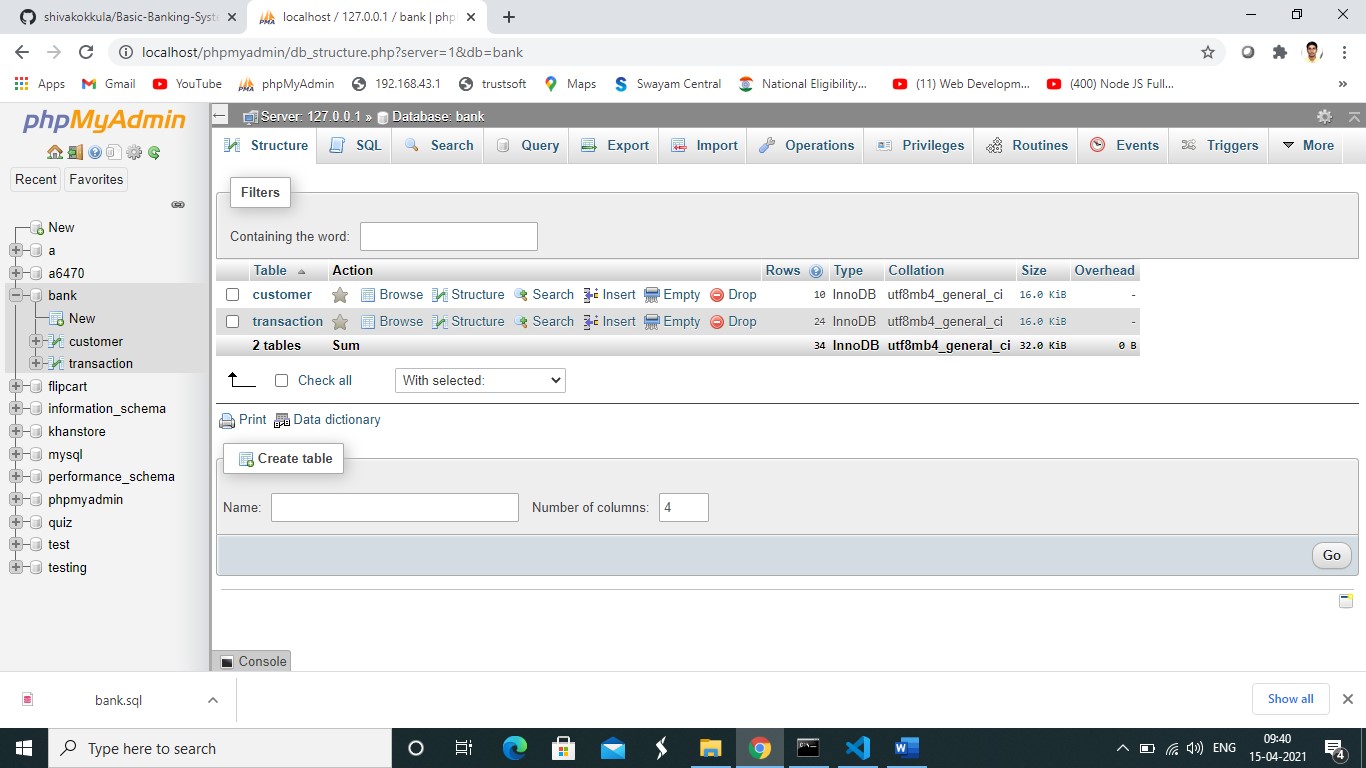 shivakokkula/Basic-Banking-Syst
localhost / 127.0.0.1 / bank | php
localhost/phpmyadmin/db_structure.php?server=1&db=bank
Apps Gmail YouTube phpMyAdmin 192.168.43.1 trustsoft Maps Swayam Central National Eligibility... (11) Web Developm... (400) Node JS Full...
phpMyAdmin
Recent Favorites
New
a
a6470
bank
New
customer
transaction
flipcart
information_schema
khanstore
mysql
performance_schema
phpmyadmin
quiz
test
testing
Server: 127.0.0.1 » Database: bank
Structure SQL Search Query Export Import Operations Privileges Routines Events Triggers More
Filters
Containing the word:
Table Action Rows Type Collation Size Overhead
customer Browse Structure Search Insert Empty Drop 10 InnoDB utf8mb4_general_ci 16.0 KiB -
transaction Browse Structure Search Insert Empty Drop 24 InnoDB utf8mb4_general_ci 16.0 KiB -
2 tables Sum 34 InnoDB utf8mb4_general_ci 32.0 KiB 0 B
Check all With selected:
Print Data dictionary
Create table
Name: Number of columns: 4
Go
Console
bank.sql Show all
Type here to search
ENG
09:40
15-04-2021
4